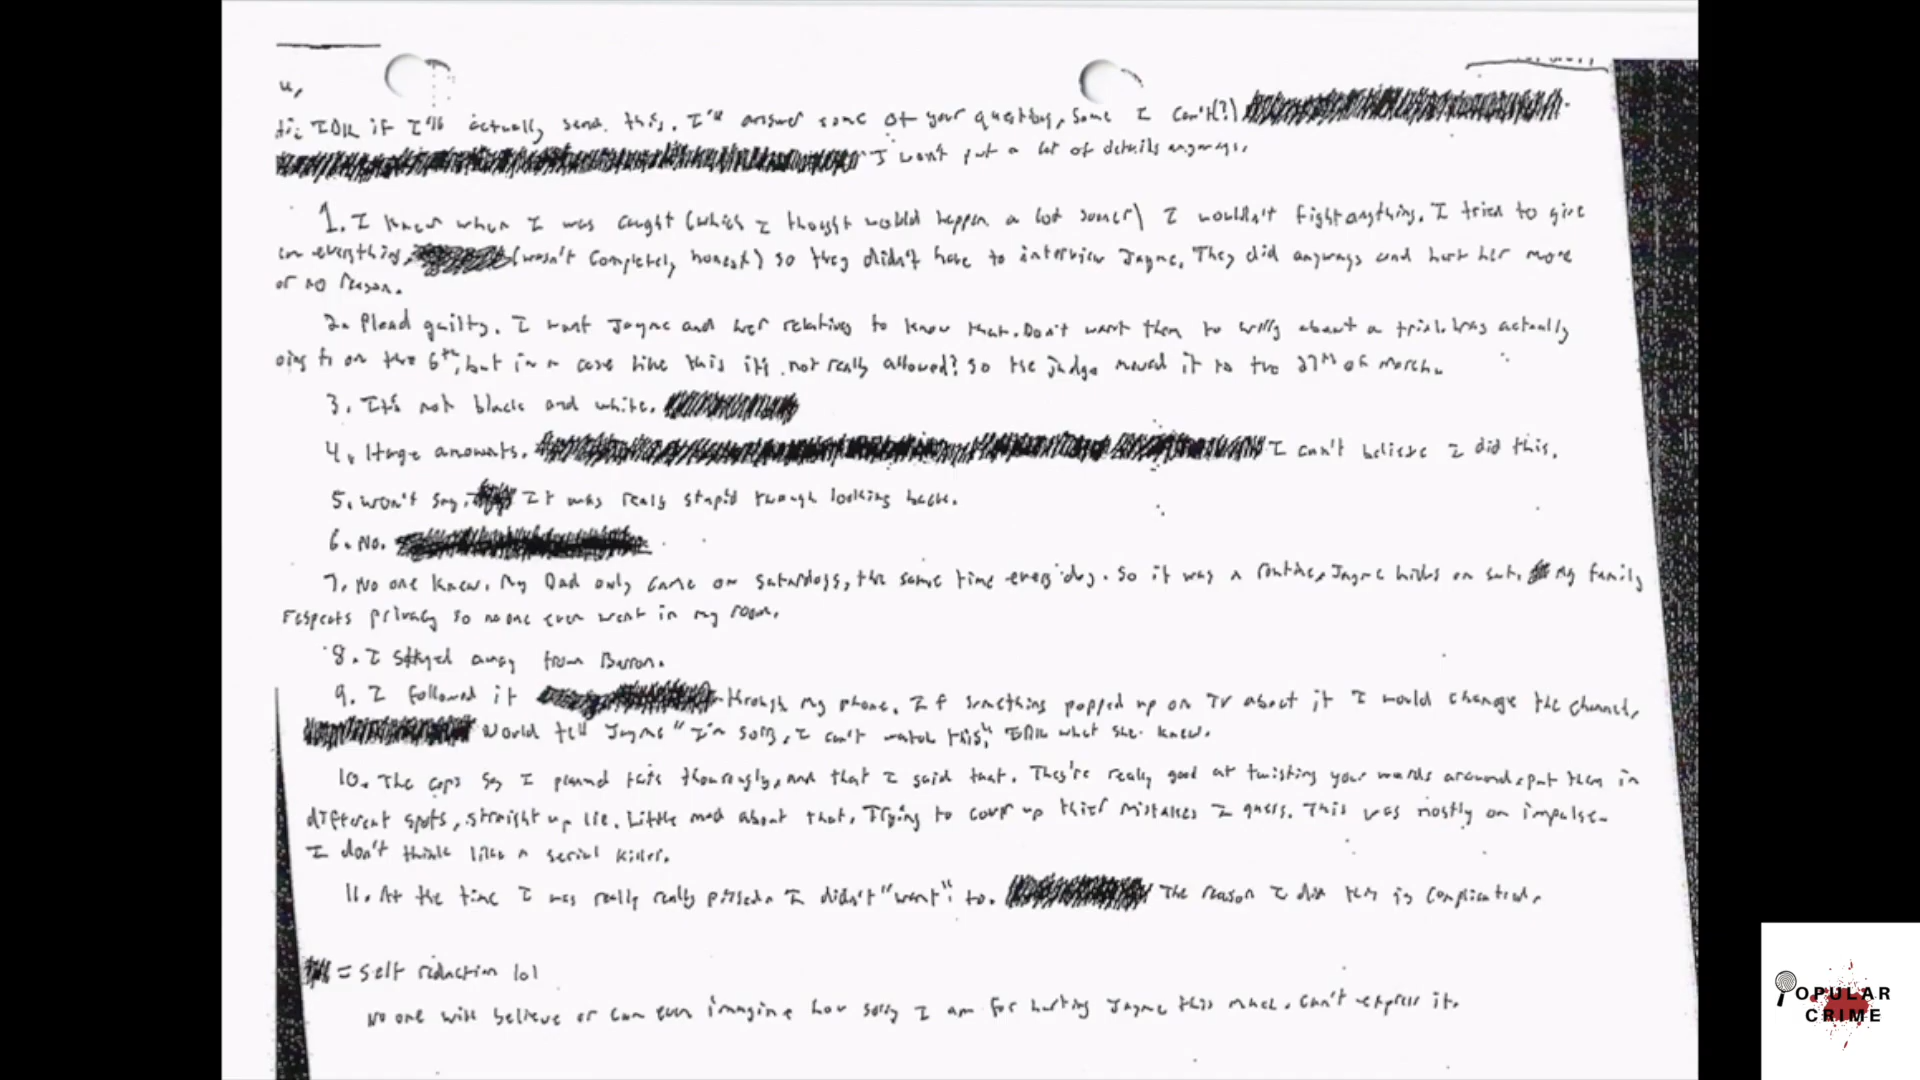 u,
Hi. IDK if I'll actually send this. I'll answer some of your questions, some I can't(?)
I won't put a lot of details anyways.
1. I knew when I was caught (which I thought would happen a lot sooner) I wouldn't fight anything. I tried to give
em everything, (wasn't completely honest) so they didn't have to interview Jayme. They did anyways and hurt her more
or no reason.
2. Plead guilty. I want Jayme and her relatives to know that. Don't want them to worry about a trial. Was actually
oing to on the 6th, but in a case like this it's not really allowed? So the judge moved it to the 27th of March.
3. It's not black and white.
4. Huge amounts. I can't believe I did this.
5. Won't say. It was really stupid though looking back.
6. No.
7. No one knew. My Dad only came on saturdays, the same time every day. So it was a routine, Jayme hides on sat. My family
respects privacy so no one even went in my room.
8. I stayed away from Barron.
9. I followed it through my phone. If something popped up on TV about it I would change the channel,
Would tell Jayme "I'm sorry, I can't watch this," IDK what she knew.
10. The cops say I planned this thourougly, and that I said that. They're really good at twisting your words around, put them in
different spots, straight up lie. Little mad about that. Trying to cover up thier mistakes I guess. This was mostly on impulse.
I don't think like a serial killer.
11. At the time I was really really pissed. I didn't "want" to. The reason I did this is complicated.
= self redaction lol
No one will believe or can even imagine how sorry I am for hurting Jayme this much. Can't express it.
POPULAR
CRIME